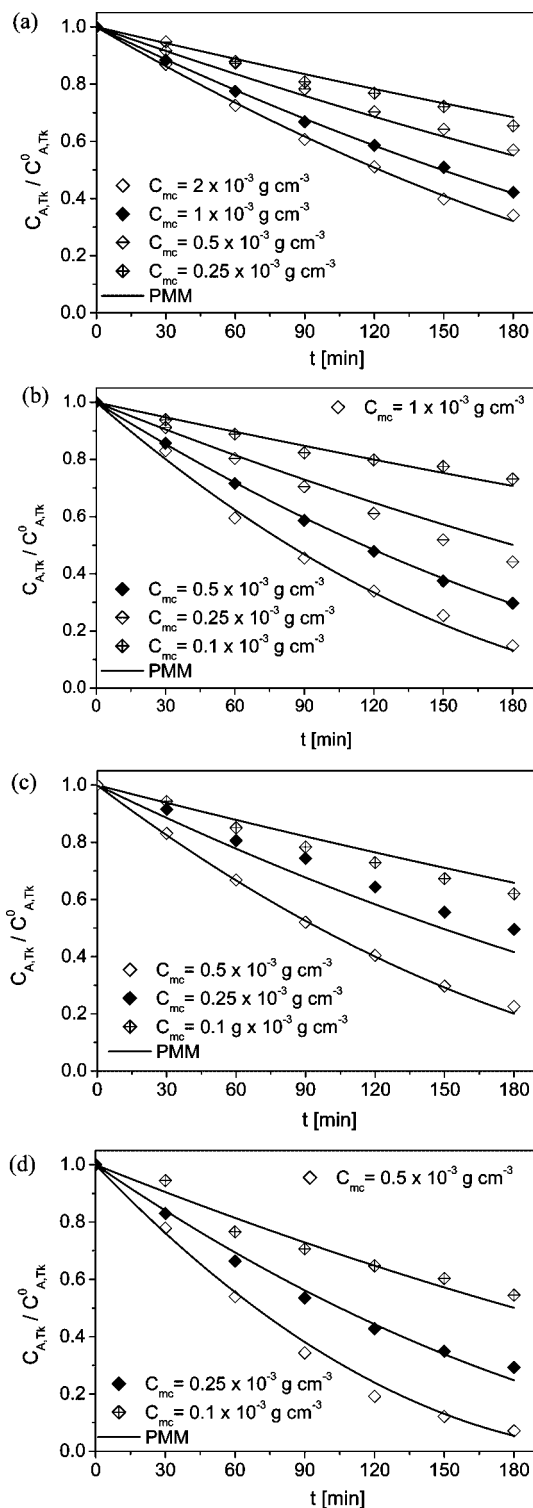 (a)
1.0
0.8
0.6
0.4
0.2
0.0
C_A,Tk / C^0_A,Tk
C_mc = 2 x 10^-3 g cm^-3
C_mc = 1 x 10^-3 g cm^-3
C_mc = 0.5 x 10^-3 g cm^-3
C_mc = 0.25 x 10^-3 g cm^-3
PMM
0 30 60 90 120 150 180
t [min]
(b)
1.0
0.8
0.6
0.4
0.2
0.0
C_A,Tk / C^0_A,Tk
C_mc = 1 x 10^-3 g cm^-3
C_mc = 0.5 x 10^-3 g cm^-3
C_mc = 0.25 x 10^-3 g cm^-3
C_mc = 0.1 x 10^-3 g cm^-3
PMM
0 30 60 90 120 150 180
t [min]
(c)
1.0
0.8
0.6
0.4
0.2
0.0
C_A,Tk / C^0_A,Tk
C_mc = 0.5 x 10^-3 g cm^-3
C_mc = 0.25 x 10^-3 g cm^-3
C_mc = 0.1 g x 10^-3 g cm^-3
PMM
0 30 60 90 120 150 180
t [min]
(d)
1.0
0.8
0.6
0.4
0.2
0.0
C_A,Tk / C^0_A,Tk
C_mc = 0.5 x 10^-3 g cm^-3
C_mc = 0.25 x 10^-3 g cm^-3
C_mc = 0.1 x 10^-3 g cm^-3
PMM
0 30 60 90 120 150 180
t [min]